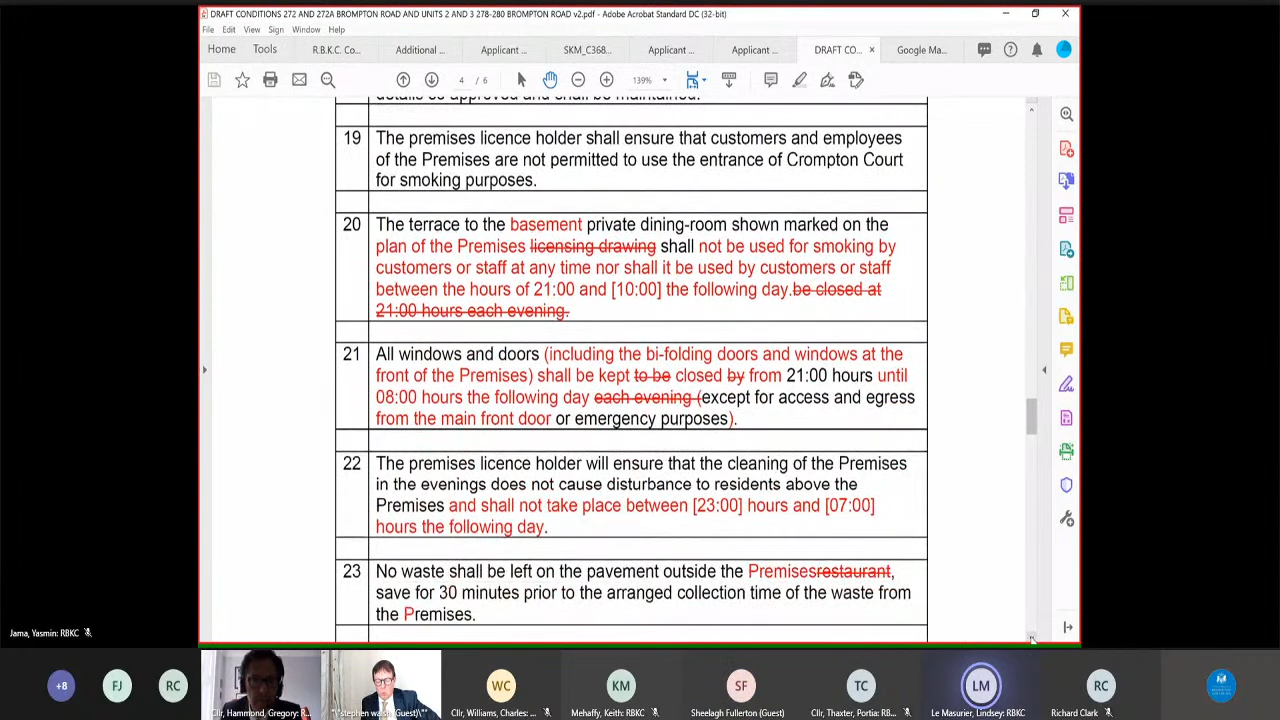 DRAFT CONDITIONS 272 AND 272A BROMPTON ROAD AND UNITS 2 AND 3 278-280 BROMPTON ROAD v2.pdf - Adobe Acrobat Standard DC (32-bit)
File Edit View Sign Window Help
Home Tools R.B.K.C. Co... Additional ... Applicant ... SKM_C368... Applicant ... Applicant ... DRAFT CO... × Google Ma...
4 / 6 139%
details so approved and shall be maintained.
19 The premises licence holder shall ensure that customers and employees
of the Premises are not permitted to use the entrance of Crompton Court
for smoking purposes.
20 The terrace to the basement private dining-room shown marked on the
plan of the Premises licensing drawing shall not be used for smoking by
customers or staff at any time nor shall it be used by customers or staff
between the hours of 21:00 and [10:00] the following day.be closed at
21:00 hours each evening.
21 All windows and doors (including the bi-folding doors and windows at the
front of the Premises) shall be kept to be closed by from 21:00 hours until
08:00 hours the following day each evening (except for access and egress
from the main front door or emergency purposes).
22 The premises licence holder will ensure that the cleaning of the Premises
in the evenings does not cause disturbance to residents above the
Premises and shall not take place between [23:00] hours and [07:00]
hours the following day.
23 No waste shall be left on the pavement outside the Premisesrestaurant,
save for 30 minutes prior to the arranged collection time of the waste from
the Premises.
Jama, Yasmin: RBKC
+8 FJ RC WC KM SF TC LM RC
Cllr, Hammond, Gregory: R... "\"stephen walsh (Guest)\"" Cllr, Williams, Charles: ... Mehaffy, Keith: RBKC Sheelagh Fullerton (Guest) Cllr, Thaxter, Portia: RB... Le Masurier, Lindsey: RBKC Richard Clark